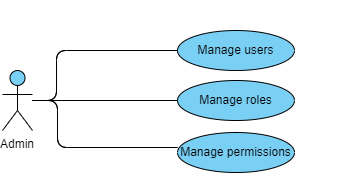 Manage users
Manage roles
Admin
Manage permissions